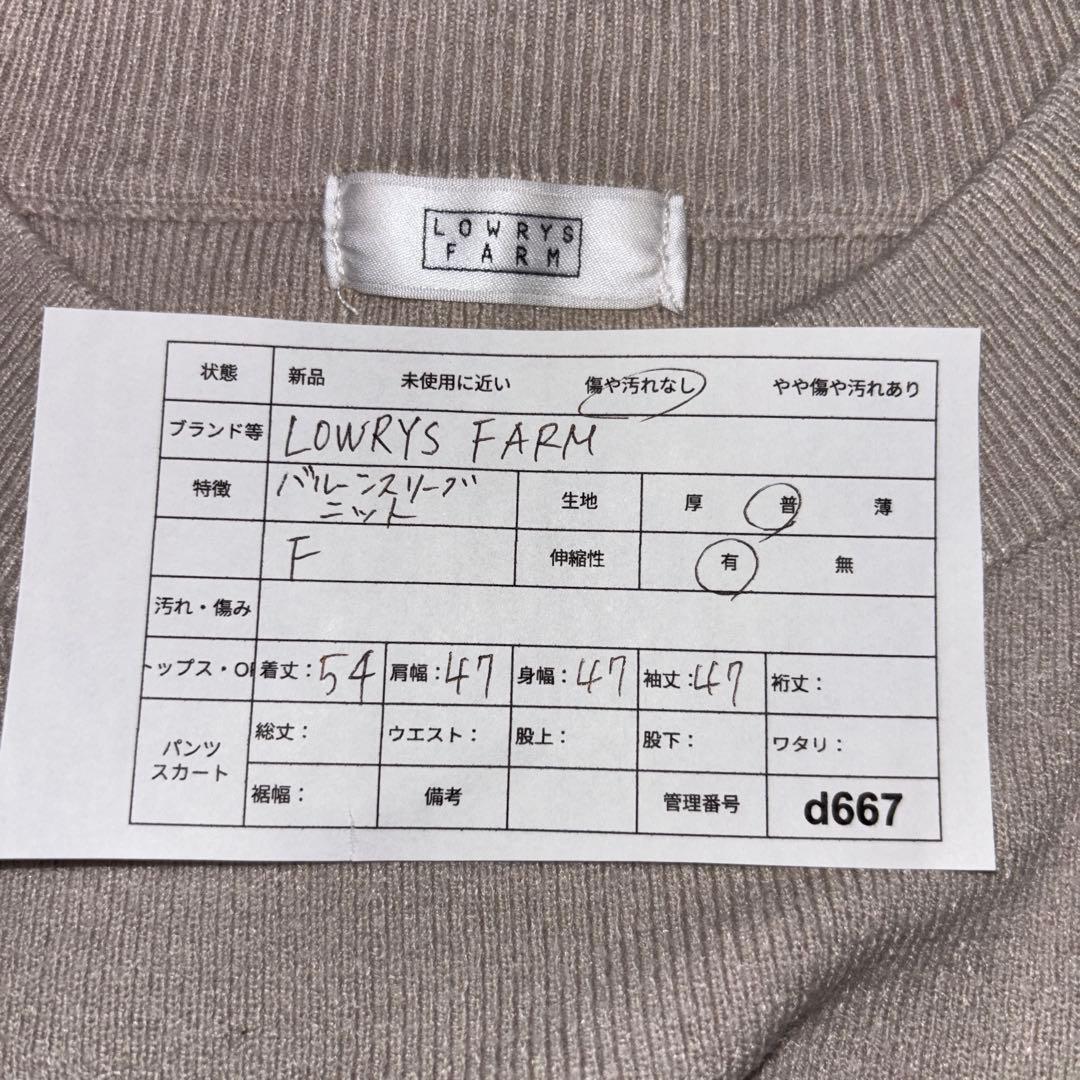 LOWRYS
FARM
状態 新品 未使用に近い 傷や汚れなし やや傷や汚れあり
ブランド等 LOWRYS FARM
特徴 バルーンスリーブ
ニット
生地 厚 普 薄
F 伸縮性 有 無
汚れ・傷み
トップス・OP 着丈：54 肩幅：47 身幅：47 袖丈：47 裄丈：
パンツ
スカート
総丈： ウエスト： 股上： 股下： ワタリ：
裾幅： 備考 管理番号 d667